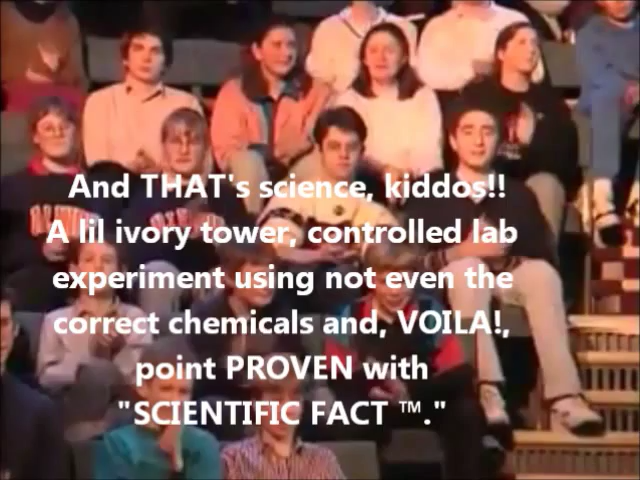 And THAT's science, kiddos!!
A lil ivory tower, controlled lab
experiment using not even the
correct chemicals and, VOILA!,
point PROVEN with
"SCIENTIFIC FACT ™."